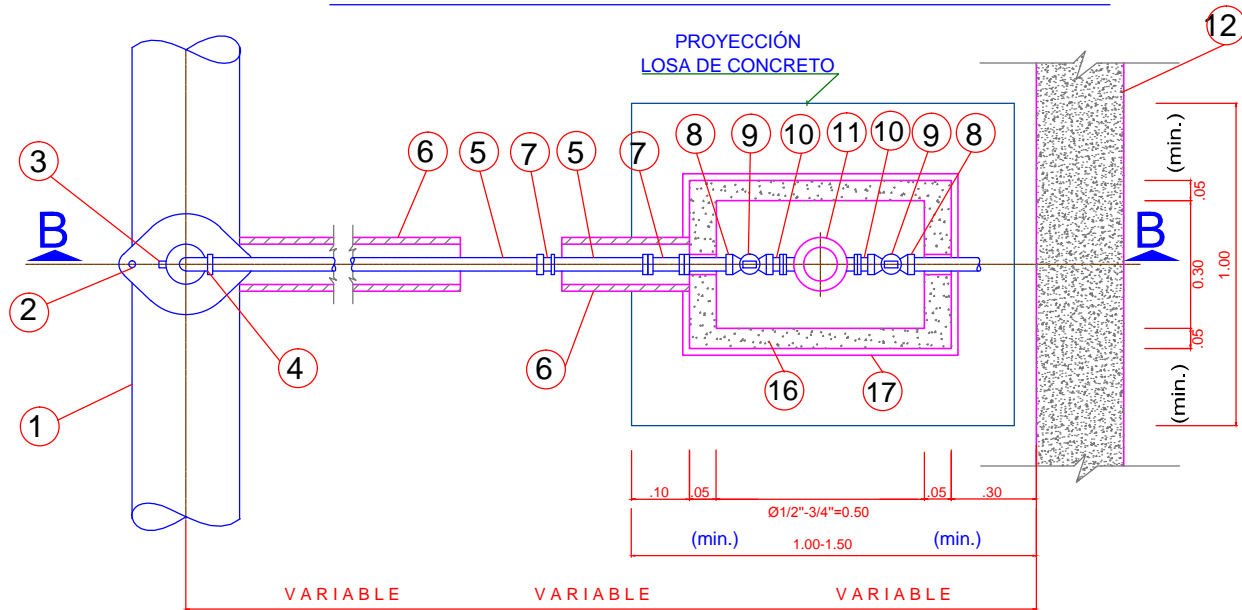 12
PROYECCIÓN
LOSA DE CONCRETO
3
6
5
7
5
7
8
9
10
11
10
9
8
(min.)
.05
B
B
0.30
1.00
2
4
.05
1
6
16
17
(min.)
.10
.05
.05
.30
Ø1/2"-3/4"=0.50
(min.)
1.00-1.50
(min.)
VARIABLE
VARIABLE
VARIABLE